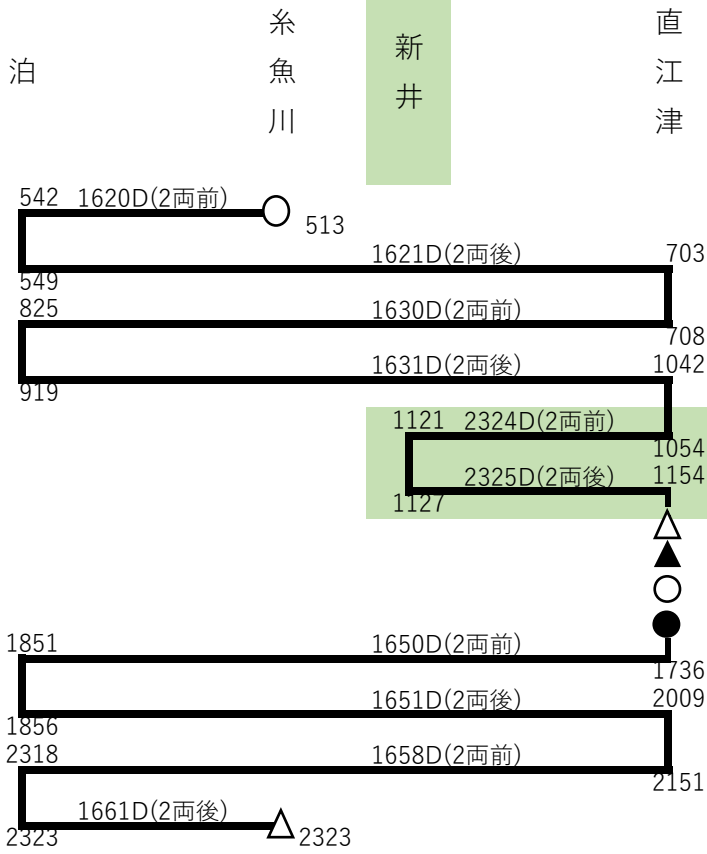 泊
糸魚川
新井
直江津
542 1620D(2両前)
513
1621D(2両後) 703
549
825 1630D(2両前)
708
1631D(2両後) 1042
919
1121 2324D(2両前)
1054
2325D(2両後) 1154
1127
1851 1650D(2両前)
1736
1651D(2両後) 2009
1856
2318 1658D(2両前)
2151
1661D(2両後)
2323 2323